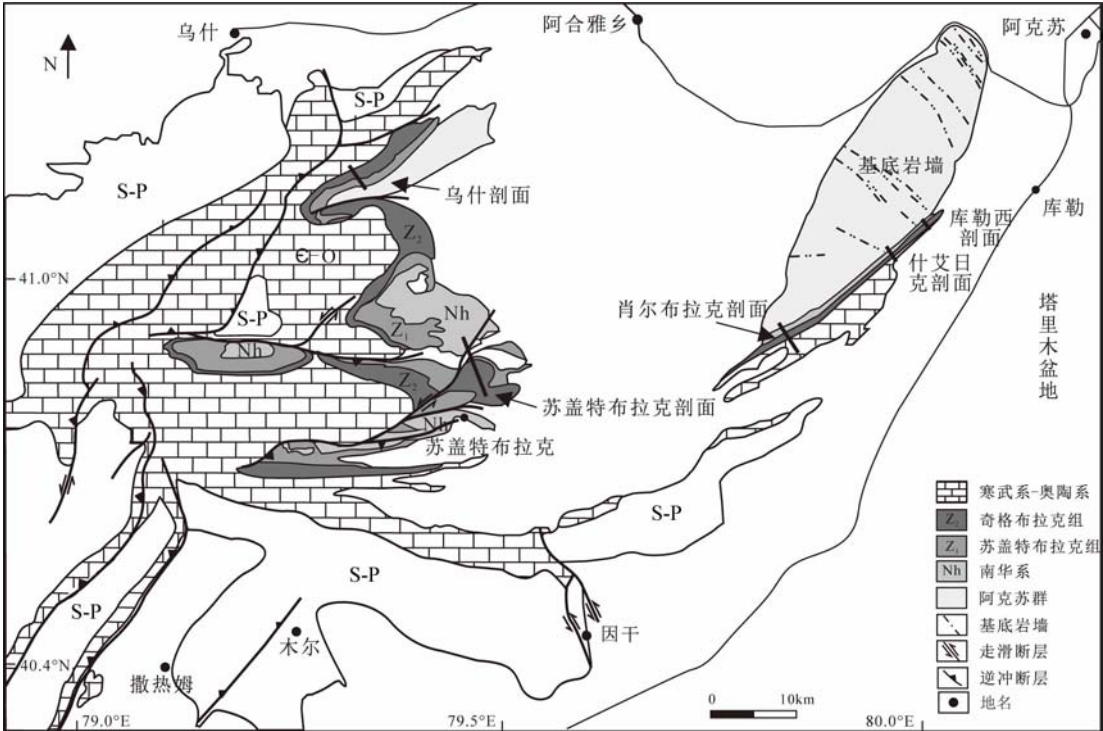 乌什
阿合雅乡
阿克苏
N
S-P
S-P
基底岩墙
乌什剖面
库勒
库勒西
剖面
Z2
Є-O
什艾日
克剖面
41.0°N
S-P
Nh
肖尔布拉克剖面
塔里木盆地
Z1
Nh
Z2
苏盖特布拉克剖面
Nh
苏盖特布拉克
S-P
寒武系-奥陶系
Z2 奇格布拉克组
Z1 苏盖特布拉克组
Nh 南华系
阿克苏群
基底岩墙
走滑断层
逆冲断层
地名
S-P
S-P
木尔
因干
40.4°N
撒热姆
0 10km
79.0°E
79.5°E
80.0°E